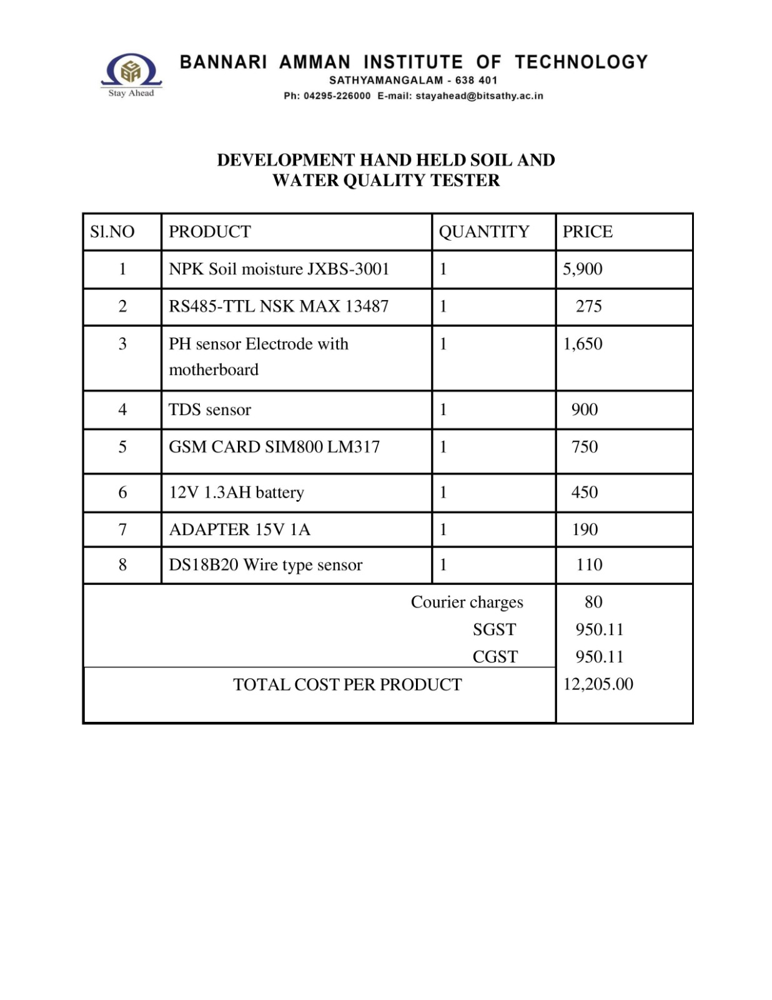 BANNARI AMMAN INSTITUTE OF TECHNOLOGY
SATHYAMANGALAM - 638 401
Ph: 04295-226000 E-mail: stayahead@bitsathy.ac.in
GBA
Stay Ahead
DEVELOPMENT HAND HELD SOIL AND
WATER QUALITY TESTER
Sl.NO PRODUCT QUANTITY PRICE
1 NPK Soil moisture JXBS-3001 1 5,900
2 RS485-TTL NSK MAX 13487 1 275
3 PH sensor Electrode with 1 1,650
motherboard
4 TDS sensor 1 900
5 GSM CARD SIM800 LM317 1 750
6 12V 1.3AH battery 1 450
7 ADAPTER 15V 1A 1 190
8 DS18B20 Wire type sensor 1 110
Courier charges 80
SGST 950.11
CGST 950.11
TOTAL COST PER PRODUCT 12,205.00